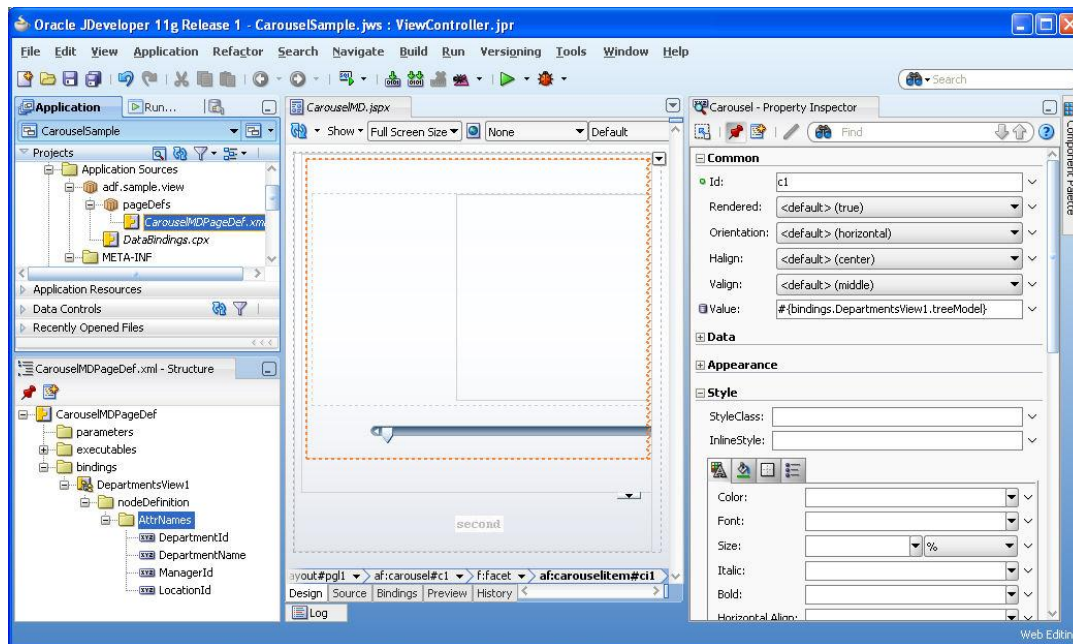 Oracle JDeveloper 11g Release 1 - CarouselSample.jws : ViewController.jpr
File Edit View Application Refactor Search Navigate Build Run Versioning Tools Window Help
Search
Application Run...
CarouselSample
Projects
Application Sources
adf.sample.view
pageDefs
CarouselMDPageDef.xm
DataBindings.cpx
META-INF
Application Resources
Data Controls
Recently Opened Files
CarouselMDPageDef.xml - Structure
CarouselMDPageDef
parameters
executables
bindings
DepartmentsView1
nodeDefinition
AttrNames
xyz DepartmentId
xyz DepartmentName
xyz ManagerId
xyz LocationId
CarouselMD.jspx
Show Full Screen Size None Default
second
ayout#pgl1 af:carousel#c1 f:facet af:carouselitem#ci1
Design Source Bindings Preview History
Log
Carousel - Property Inspector
Find
Common
Id: c1
Rendered: <default> (true)
Orientation: <default> (horizontal)
Halign: <default> (center)
Valign: <default> (middle)
Value: #{bindings.DepartmentsView1.treeModel}
Data
Appearance
Style
StyleClass:
InlineStyle:
Color:
Font:
Size: %
Italic:
Bold:
Horizontal Align:
Component Palette
Web Editin